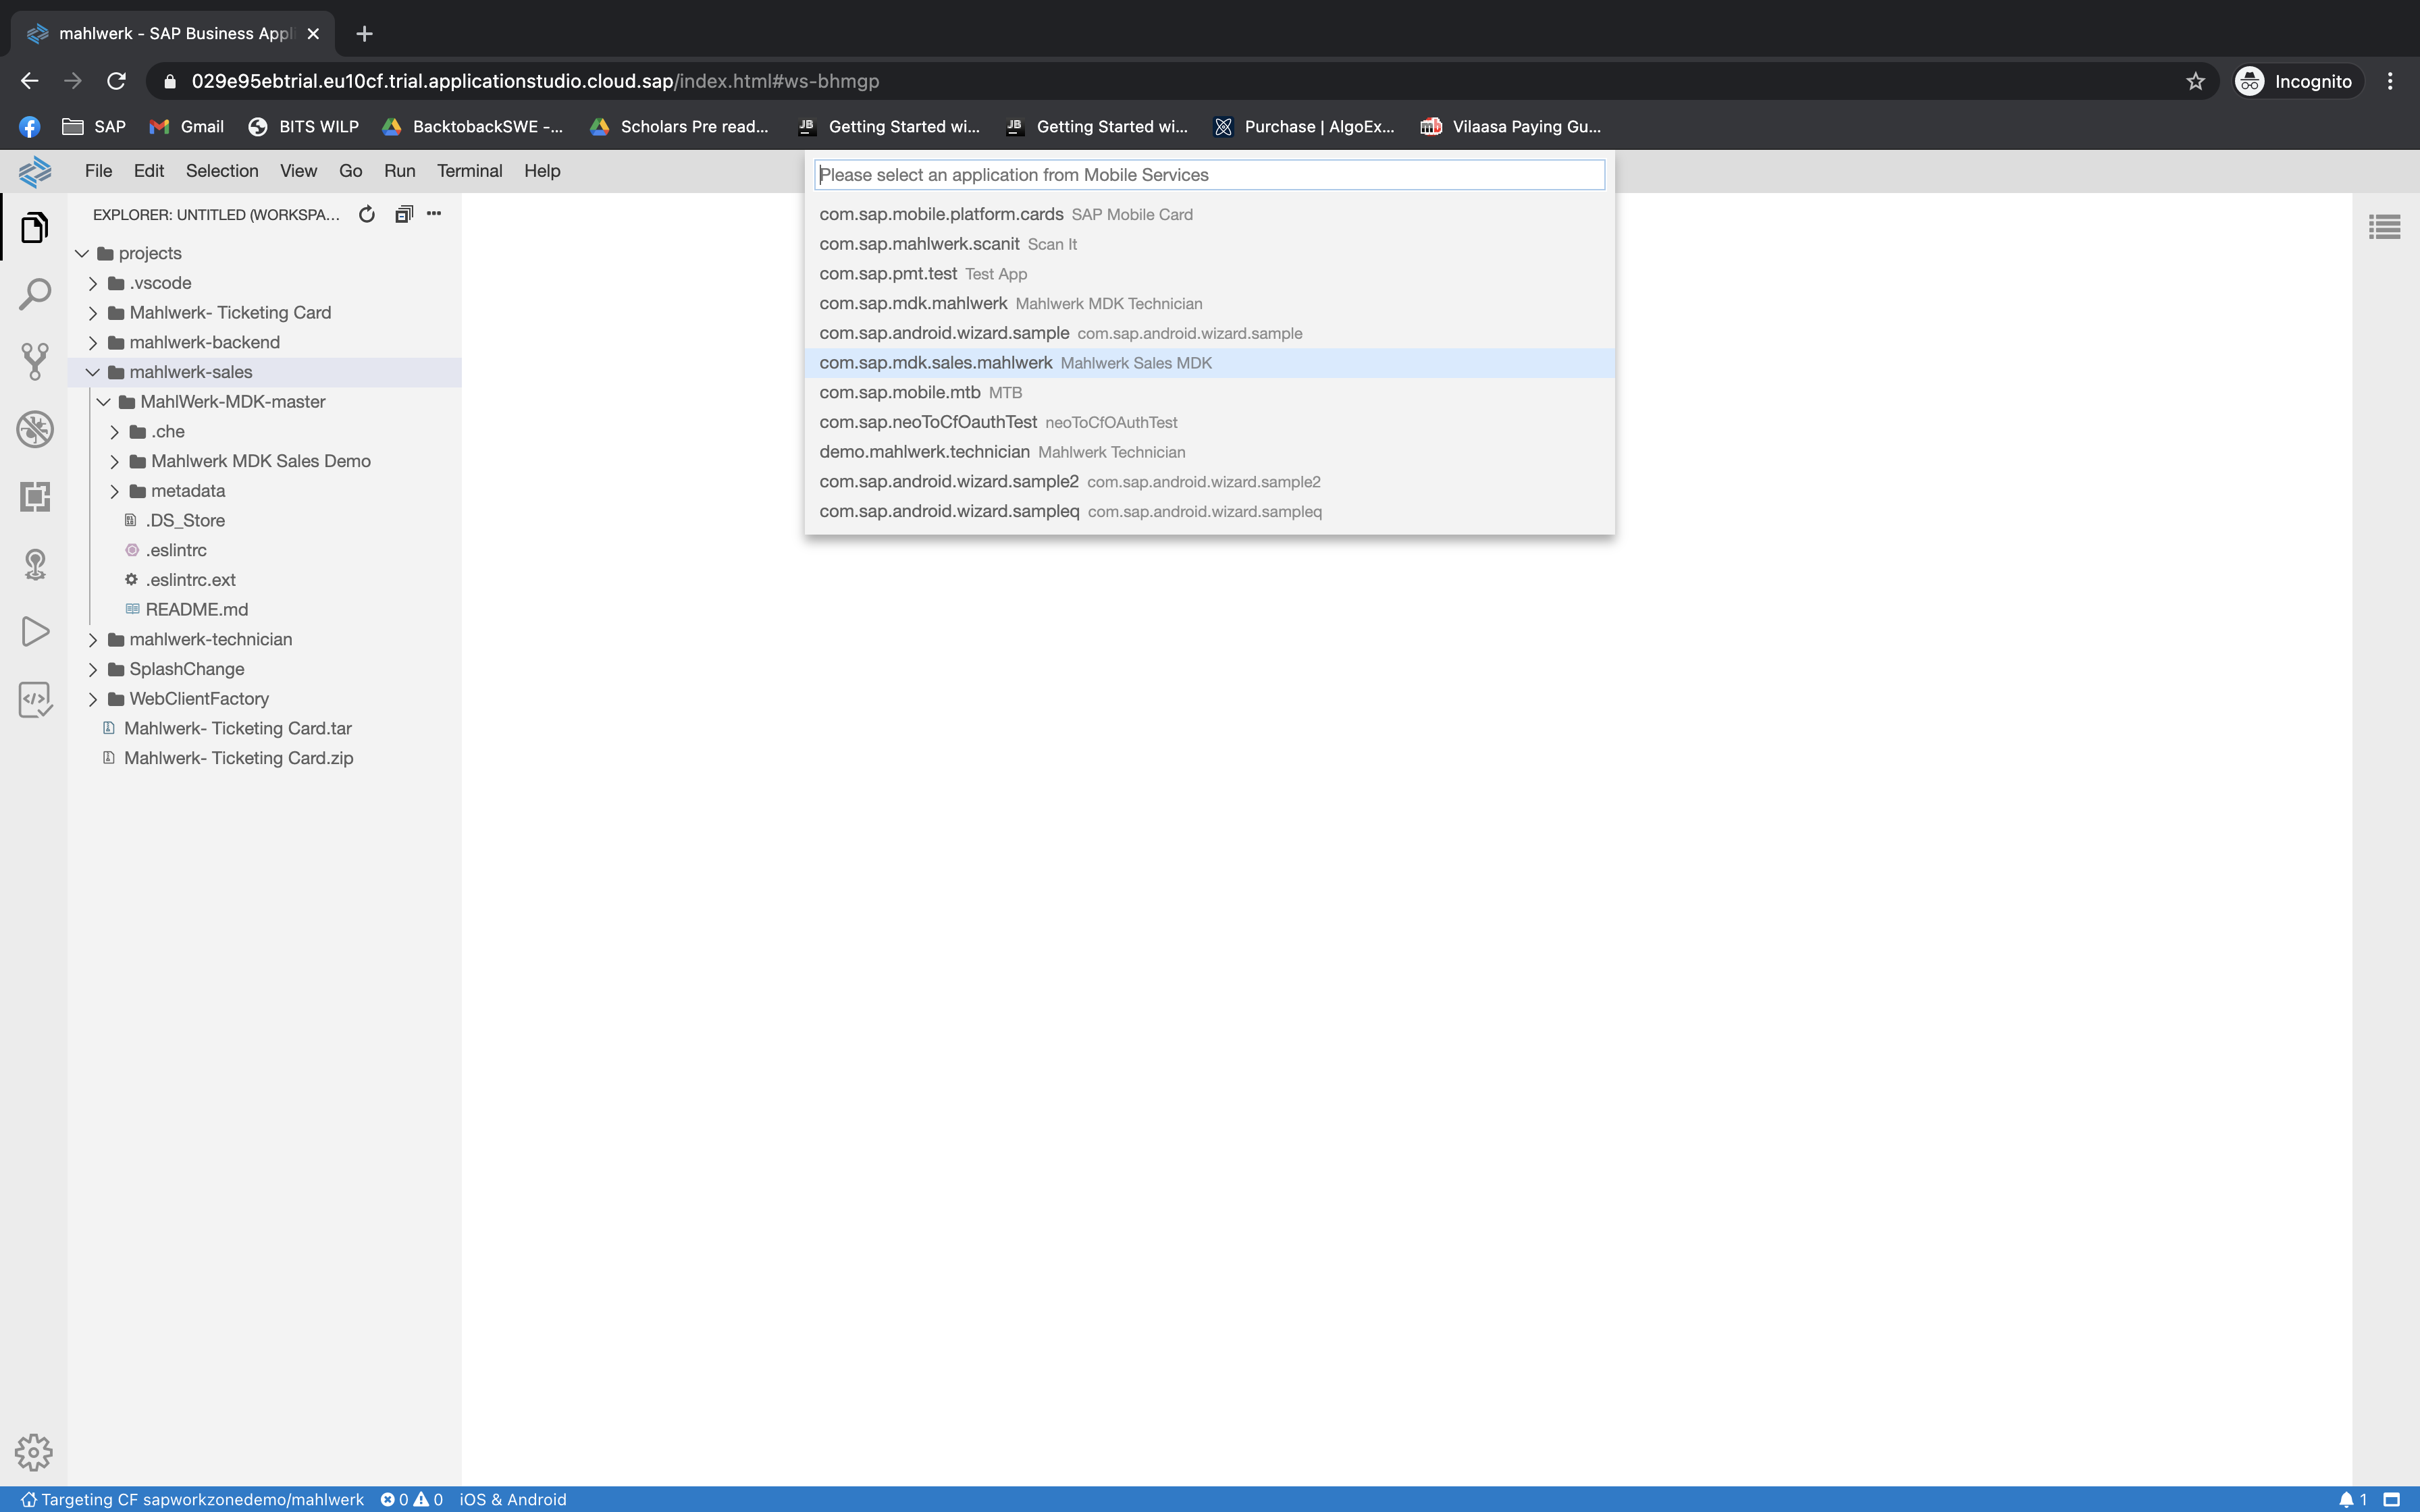 mahlwerk - SAP Business Appli
029e95ebtrial.eu10cf.trial.applicationstudio.cloud.sap/index.html#ws-bhmgp
Incognito
SAP
Gmail
BITS WILP
BacktobackSWE -...
Scholars Pre read...
JB Getting Started wi...
JB Getting Started wi...
Purchase | AlgoEx...
Vilaasa Paying Gu...
File Edit Selection View Go Run Terminal Help
Please select an application from Mobile Services
com.sap.mobile.platform.cards SAP Mobile Card
com.sap.mahlwerk.scanit Scan It
com.sap.pmt.test Test App
com.sap.mdk.mahlwerk Mahlwerk MDK Technician
com.sap.android.wizard.sample com.sap.android.wizard.sample
com.sap.mdk.sales.mahlwerk Mahlwerk Sales MDK
com.sap.mobile.mtb MTB
com.sap.neoToCfOauthTest neoToCfOAuthTest
demo.mahlwerk.technician Mahlwerk Technician
com.sap.android.wizard.sample2 com.sap.android.wizard.sample2
com.sap.android.wizard.sampleq com.sap.android.wizard.sampleq
EXPLORER: UNTITLED (WORKSPA...
projects
.vscode
Mahlwerk- Ticketing Card
mahlwerk-backend
mahlwerk-sales
MahlWerk-MDK-master
.che
Mahlwerk MDK Sales Demo
metadata
.DS_Store
.eslintrc
.eslintrc.ext
README.md
mahlwerk-technician
SplashChange
WebClientFactory
Mahlwerk- Ticketing Card.tar
Mahlwerk- Ticketing Card.zip
Targeting CF sapworkzonedemo/mahlwerk 0 0 iOS & Android 1